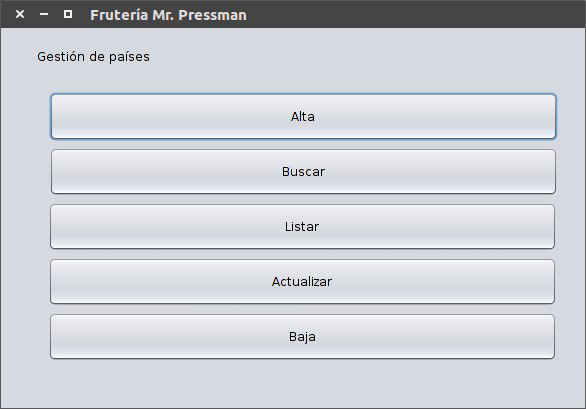 Frutería Mr. Pressman
Gestión de países
Alta
Buscar
Listar
Actualizar
Baja